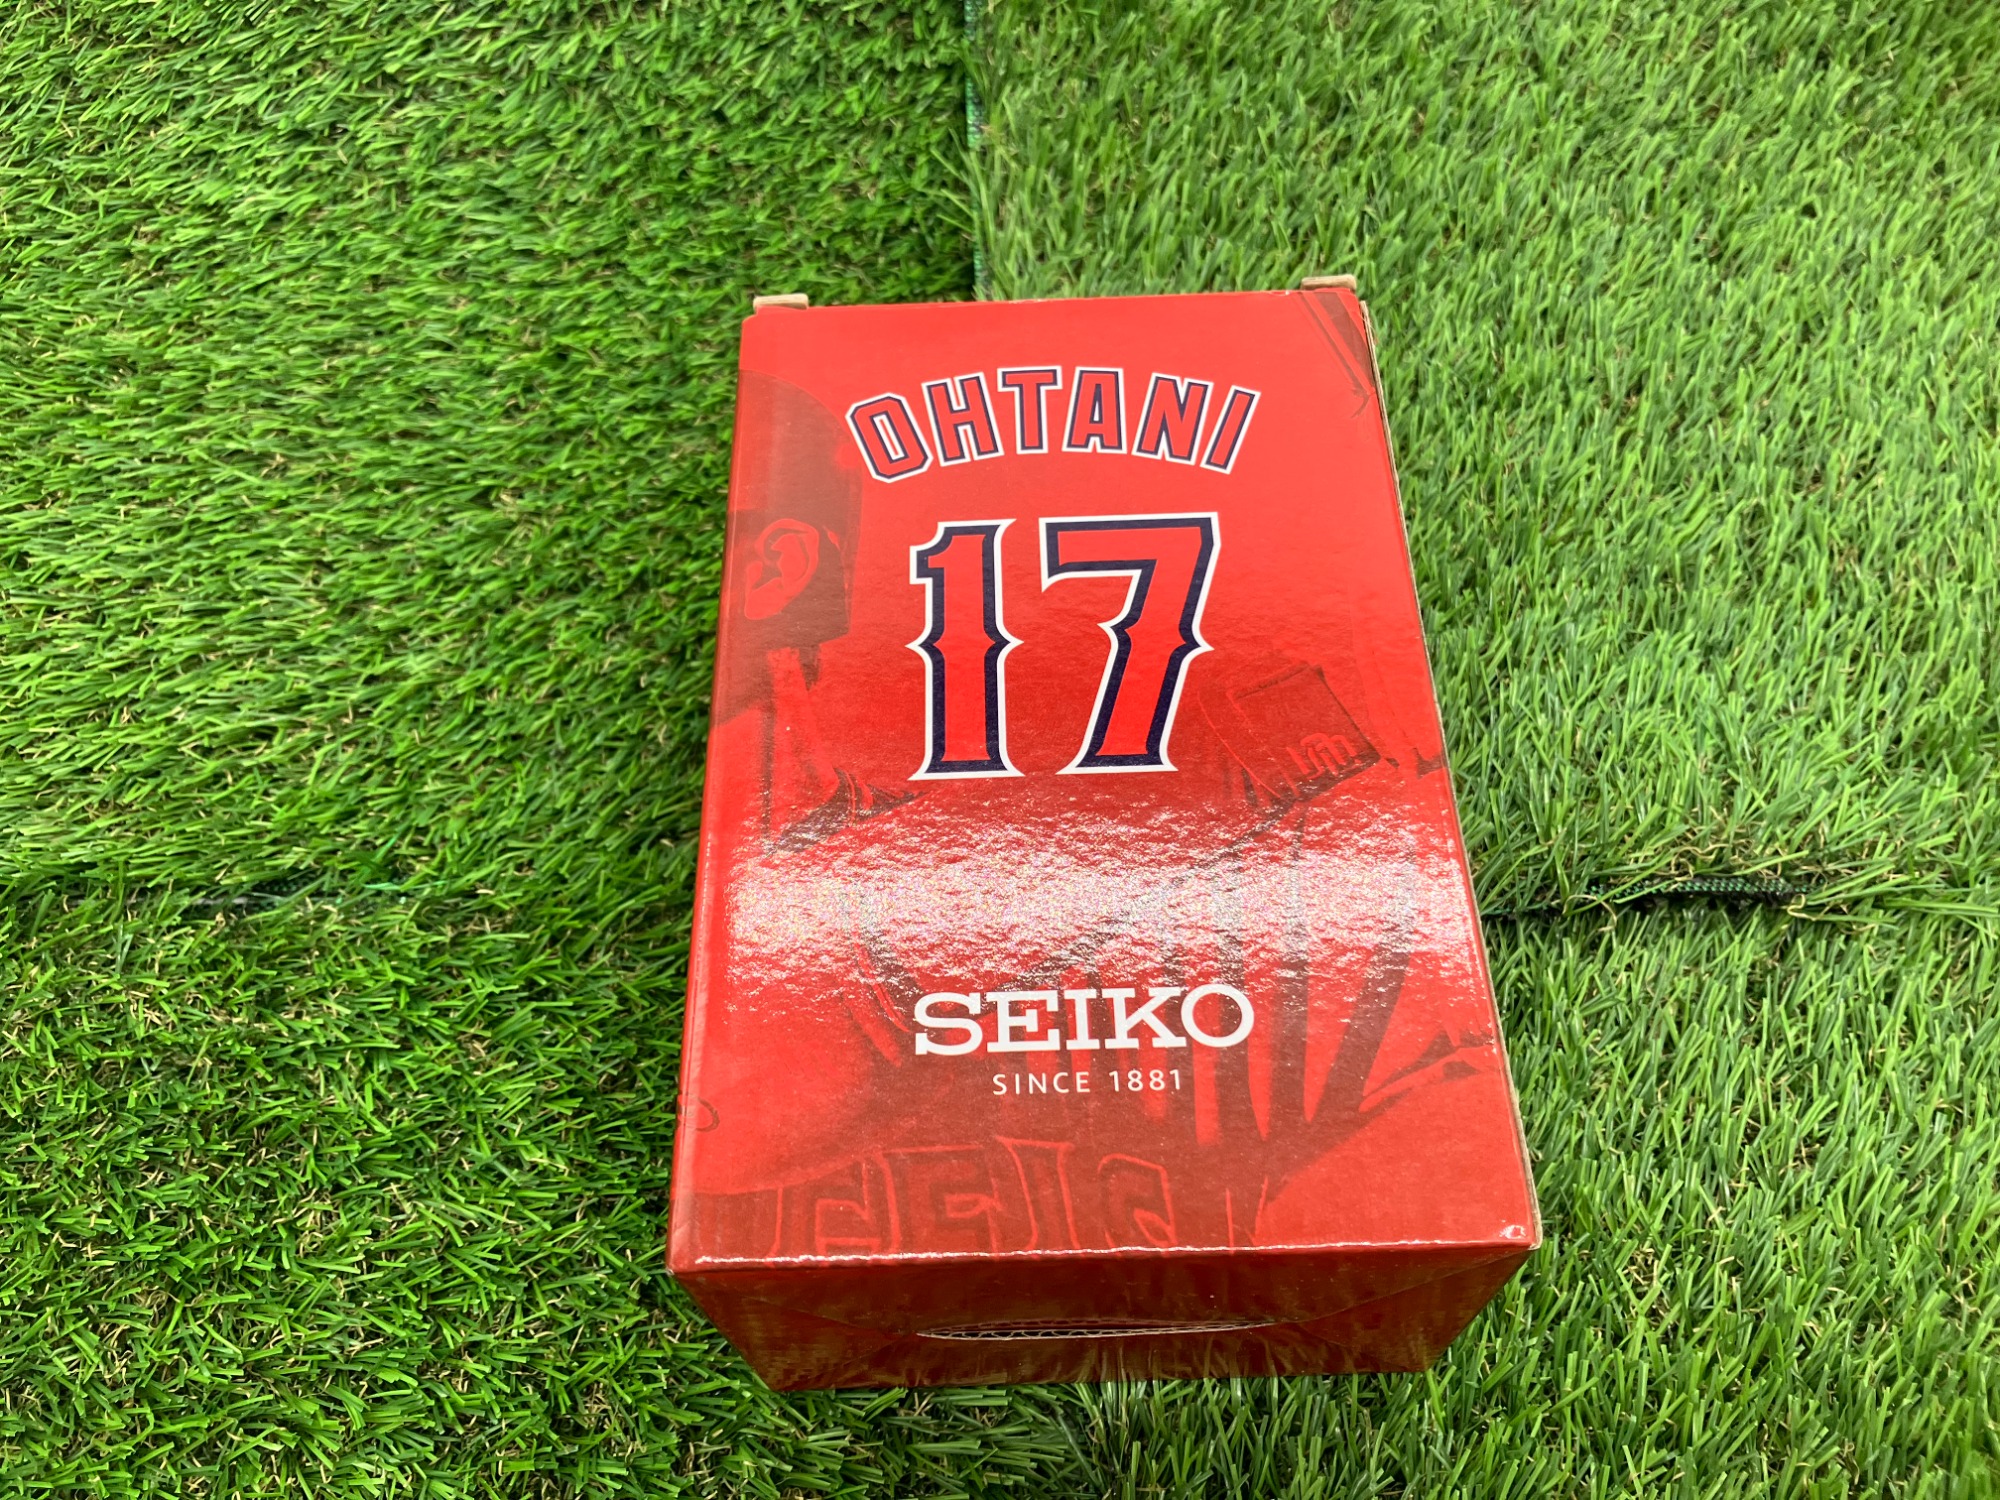 OHTANI
17
SEIKO
SINCE 1881